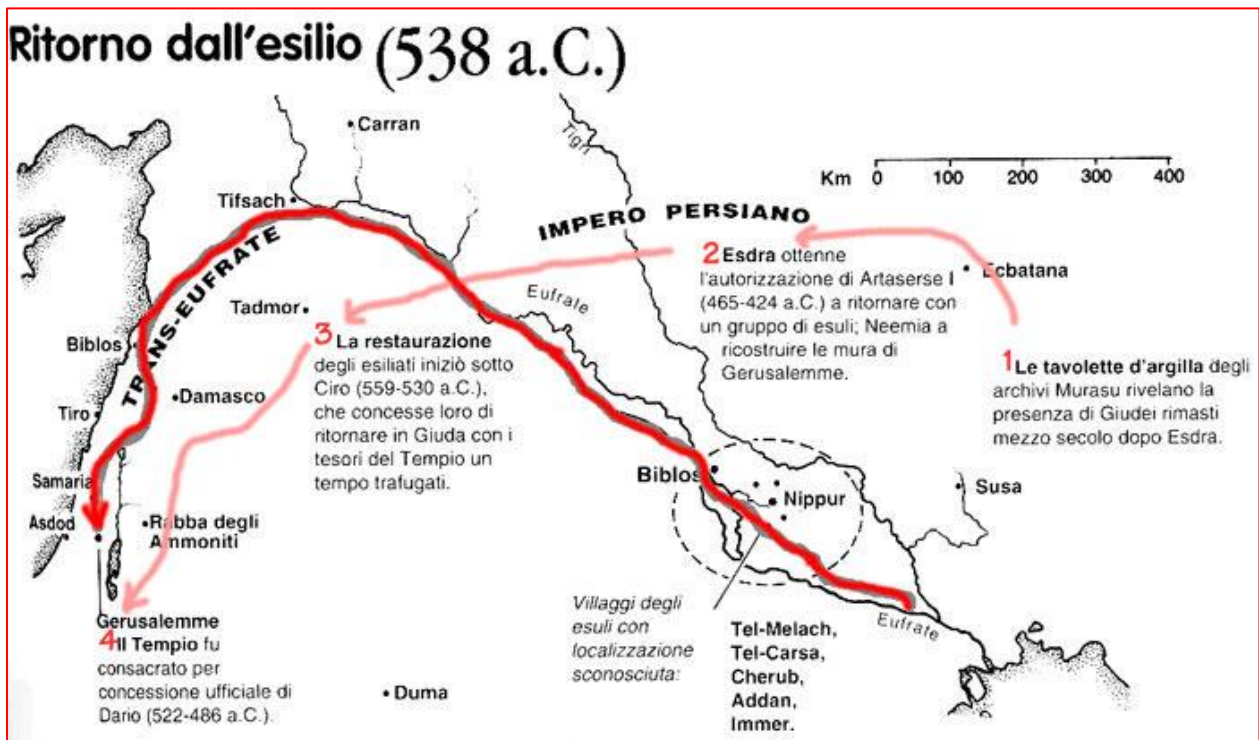 Ritorno dall'esilio (538 a.C.)
Carran
Tigri
Km 0 100 200 300 400
Tifsach
IMPERO PERSIANO
TRANS-EUFRATE
2 Esdra ottenne
l'autorizzazione di Artaserse I
(465-424 a.C.) a ritornare con
un gruppo di esuli; Neemia a
ricostruire le mura di
Gerusalemme.
Ecbatana
Eufrate
Tadmor
3 La restaurazione
degli esiliati iniziò sotto
Ciro (559-530 a.C.),
che concesse loro di
ritornare in Giuda con i
tesori del Tempio un
tempo trafugati.
Biblos
1 Le tavolette d'argilla degli
archivi Murasu rivelano la
presenza di Giudei rimasti
mezzo secolo dopo Esdra.
Damasco
Tiro
Biblos
Nippur
Susa
Samaria
Asdod
Rabba degli
Ammoniti
Gerusalemme
4 Il Tempio fu
consacrato per
concessione ufficiale di
Dario (522-486 a.C.).
Villaggi degli
esuli con
localizzazione
sconosciuta:
Tel-Melach,
Tel-Carsa,
Cherub,
Addan,
Immer.
Eufrate
Duma